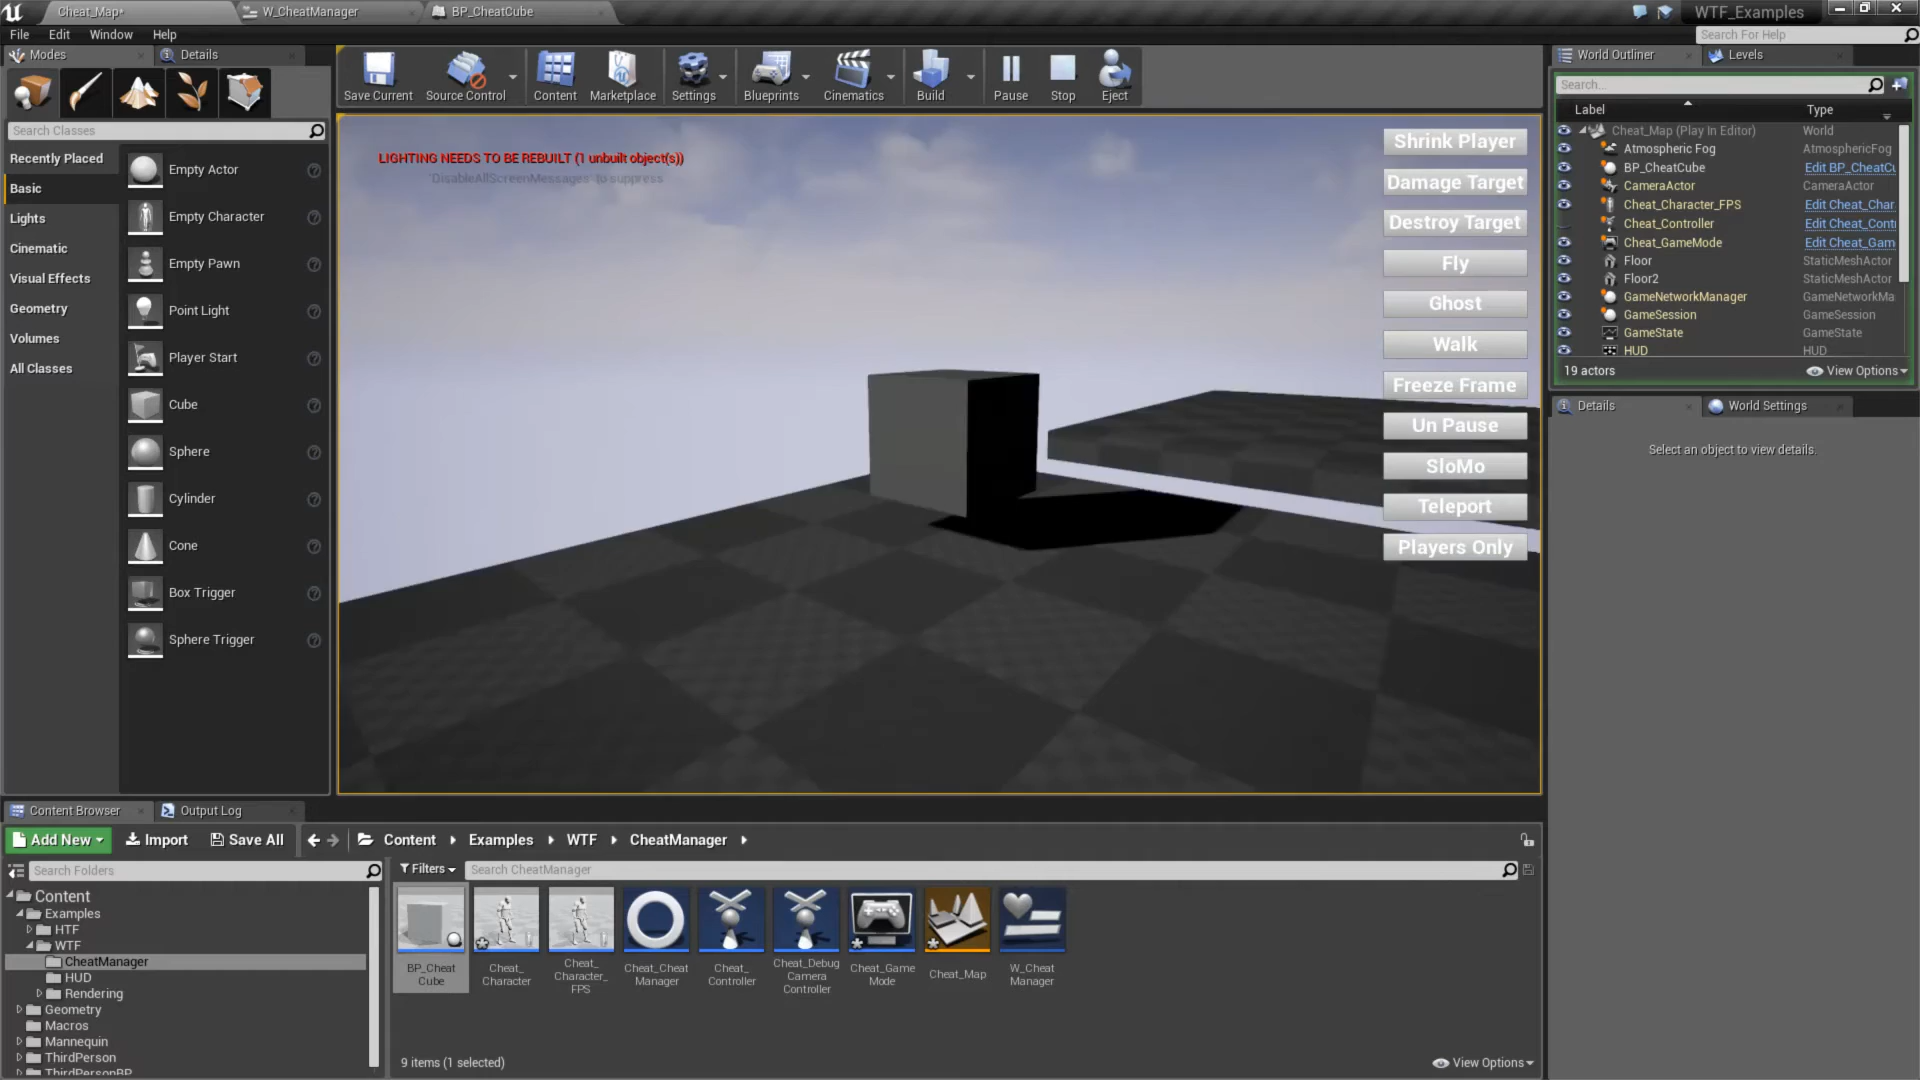 Cheat_Map*
W_CheatManager
BP_CheatCube
WTF_Examples
File
Edit
Window
Help
Search For Help
Modes
Details
Save Current
Source Control
Content
Marketplace
Settings
Blueprints
Cinematics
Build
Pause
Stop
Eject
World Outliner
Levels
Search...
Label
Type
Search Classes
Recently Placed
Basic
Lights
Cinematic
Visual Effects
Geometry
Volumes
All Classes
Empty Actor
Empty Character
Empty Pawn
Point Light
Player Start
Cube
Sphere
Cylinder
Cone
Box Trigger
Sphere Trigger
LIGHTING NEEDS TO BE REBUILT (1 unbuilt object(s))
'DisableAllScreenMessages' to suppress
Shrink Player
Damage Target
Destroy Target
Fly
Ghost
Walk
Freeze Frame
Un Pause
SloMo
Teleport
Players Only
Cheat_Map (Play In Editor) World
Atmospheric Fog AtmosphericFog
BP_CheatCube Edit BP_CheatCu
CameraActor CameraActor
Cheat_Character_FPS Edit Cheat_Char
Cheat_Controller Edit Cheat_Conti
Cheat_GameMode Edit Cheat_Gam
Floor StaticMeshActor
Floor2 StaticMeshActor
GameNetworkManager GameNetworkMa
GameSession GameSession
GameState GameState
HUD HUD
19 actors
View Options
Details
World Settings
Select an object to view details.
Content Browser
Output Log
Add New
Import
Save All
Content
Examples
WTF
CheatManager
Search Folders
Filters
Search CheatManager
Content
Examples
HTF
WTF
CheatManager
HUD
Rendering
Geometry
Macros
Mannequin
ThirdPerson
ThirdPersonBP
BP_Cheat
Cube
Cheat_
Character
Cheat_
Character_
FPS
Cheat_Cheat
Manager
Cheat_
Controller
Cheat_Debug
Camera
Controller
Cheat_Game
Mode
Cheat_Map
W_Cheat
Manager
9 items (1 selected)
View Options